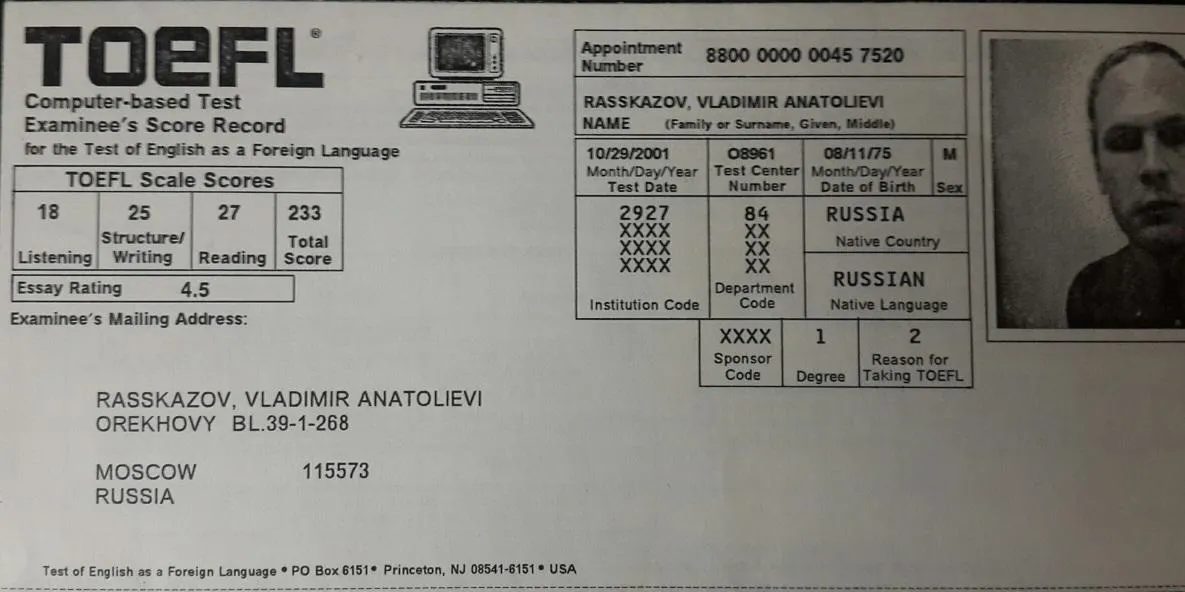 TOEFL®
Computer-based Test
Examinee's Score Record
for the Test of English as a Foreign Language
TOEFL Scale Scores
18 25 27 233
Listening Structure/Writing Reading Total Score
Essay Rating 4.5
Examinee's Mailing Address:
Appointment Number 8800 0000 0045 7520
RASSKAZOV, VLADIMIR ANATOLIEVI
NAME (Family or Surname, Given, Middle)
10/29/2001 08961 08/11/75 M
Month/Day/Year Test Center Month/Day/Year
Test Date Number Date of Birth Sex
2927 84 RUSSIA
XXXX XX Native Country
XXXX XX
XXXX XX RUSSIAN
Institution Code Department Code Native Language
XXXX 1 2
Sponsor Code Degree Reason for Taking TOEFL
RASSKAZOV, VLADIMIR ANATOLIEVI
OREKHOVY BL.39-1-268
MOSCOW 115573
RUSSIA
Test of English as a Foreign Language • PO Box 6151 • Princeton, NJ 08541-6151 • USA